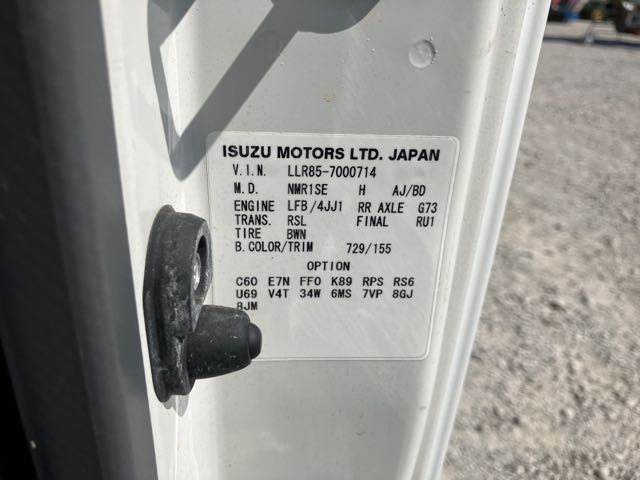 ISUZU MOTORS LTD. JAPAN
V.I.N. LLR85-7000714
M.D. NMR1SE H AJ/BD
ENGINE LFB/4JJ1 RR AXLE G73
TRANS. RSL FINAL RU1
TIRE BWN
B.COLOR/TRIM 729/155
OPTION
C60 E7N FF0 K89 RPS RS6
U69 V4T 34W 6MS 7VP 8GJ
8JM